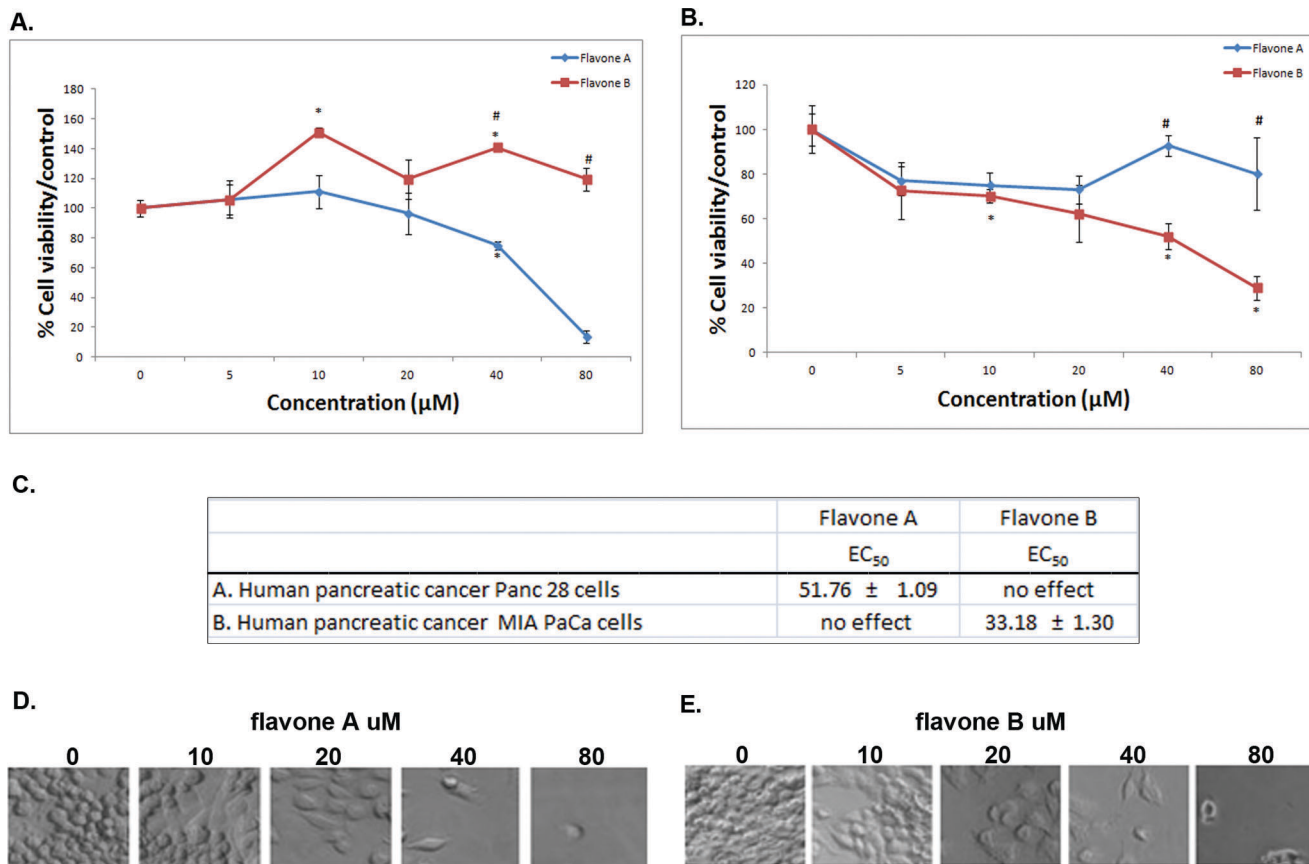 A.
Flavone A
Flavone B
% Cell viability/control
180
160
140
120
100
80
60
40
20
0
* # * # *
0 5 10 20 40 80
Concentration (µM)
B.
Flavone A
Flavone B
% Cell viability/control
120
100
80
60
40
20
0
# # * * *
0 5 10 20 40 80
Concentration (µM)
C.
Flavone A Flavone B
EC50 EC50
A. Human pancreatic cancer Panc 28 cells 51.76 ± 1.09 no effect
B. Human pancreatic cancer MIA PaCa cells no effect 33.18 ± 1.30
D.
flavone A uM
0 10 20 40 80
E.
flavone B uM
0 10 20 40 80